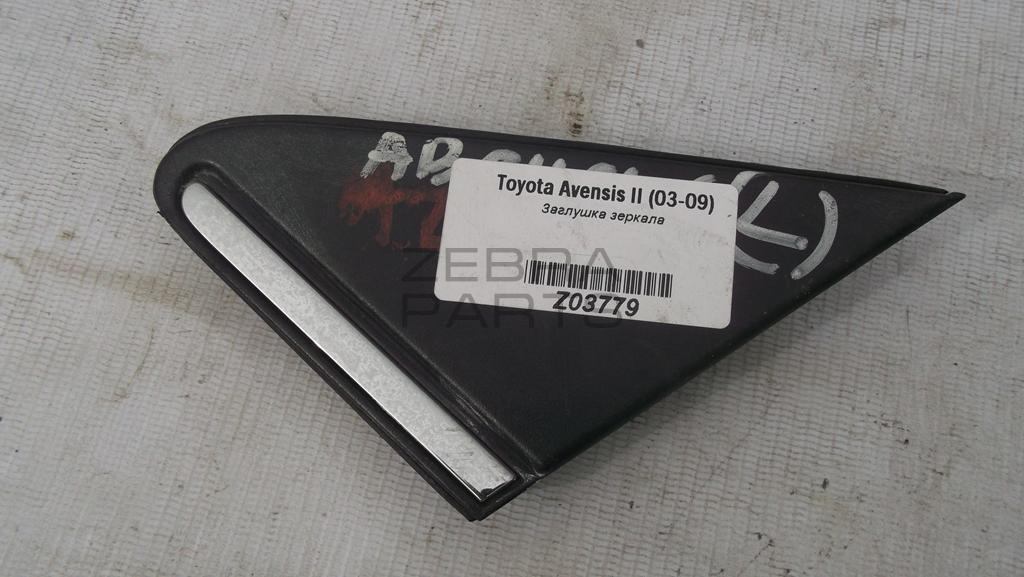 Toyota Avensis II (03-09)
Заглушка зеркала
Z03779
ZEBRA
PARTS
(L)